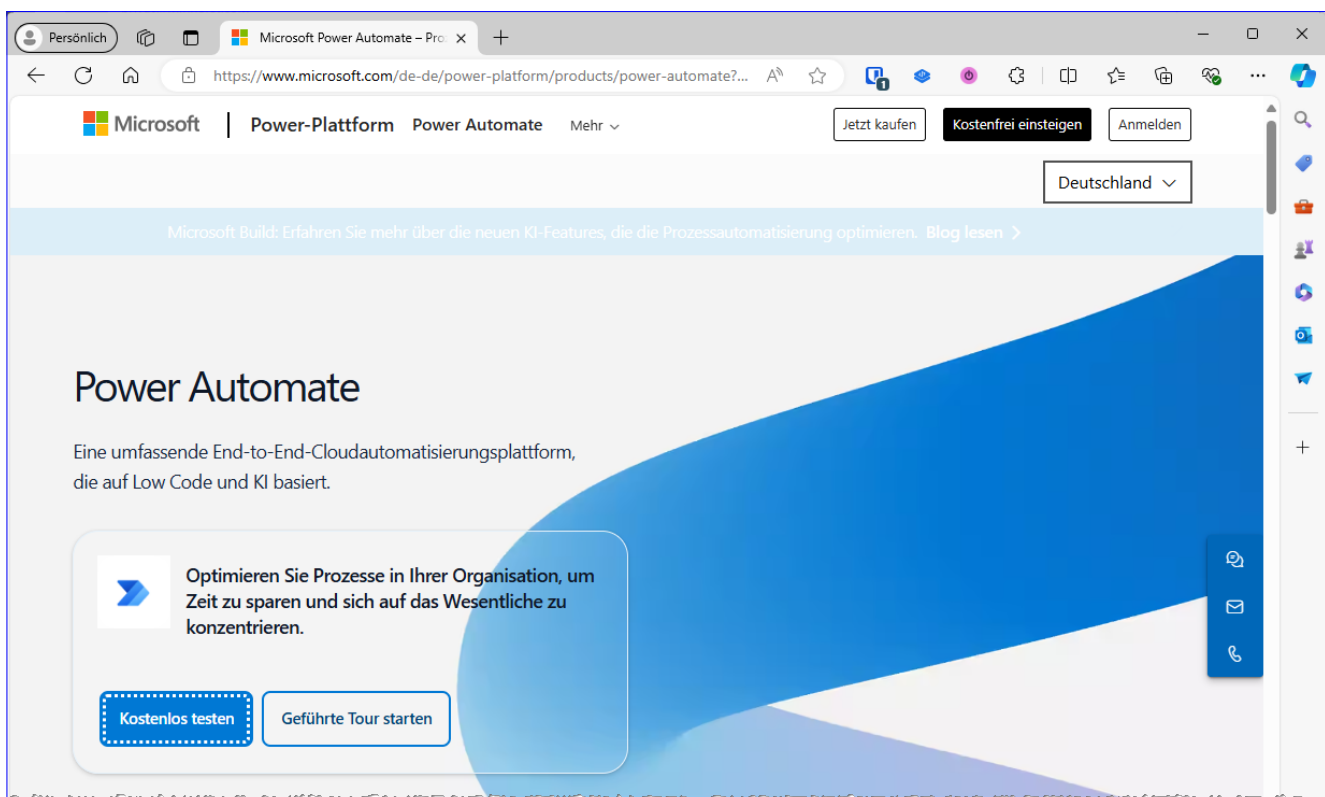 Persönlich
Microsoft Power Automate – Pro
https://www.microsoft.com/de-de/power-platform/products/power-automate?...
1
Microsoft Power-Plattform Power Automate Mehr
Jetzt kaufen Kostenfrei einsteigen Anmelden
Deutschland
Microsoft Build: Erfahren Sie mehr über die neuen KI-Features, die die Prozessautomatisierung optimieren. Blog lesen
Power Automate
Eine umfassende End-to-End-Cloudautomatisierungsplattform,
die auf Low Code und KI basiert.
Optimieren Sie Prozesse in Ihrer Organisation, um
Zeit zu sparen und sich auf das Wesentliche zu
konzentrieren.
Kostenlos testen Geführte Tour starten